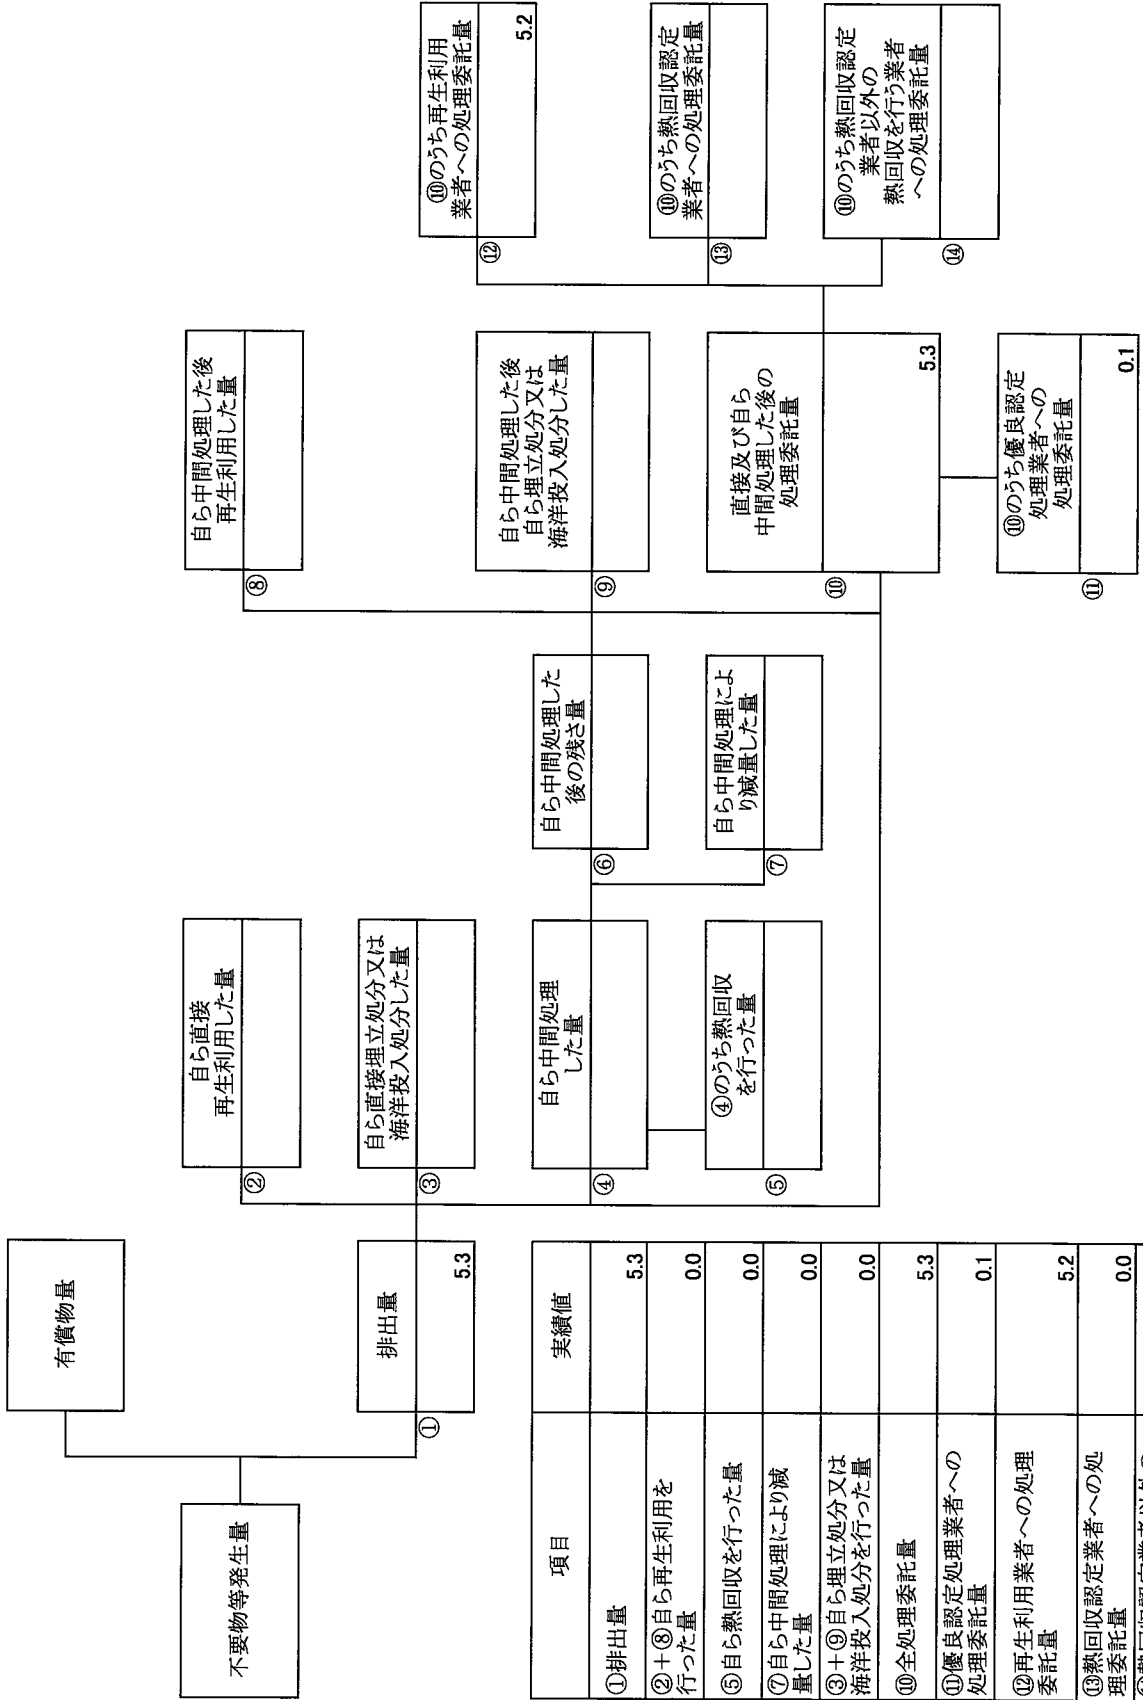 不要物等発生量
有償物量
①
排出量
5.3
②
自ら直接
再生利用した量
③
自ら直接埋立処分又は
海洋投入処分した量
④
自ら中間処理
した量
⑤
④のうち熱回収
を行った量
⑥
自ら中間処理した
後の残さ量
⑦
自ら中間処理によ
り減量した量
⑧
自ら中間処理した後
再生利用した量
⑨
自ら中間処理した後
自ら埋立処分又は
海洋投入処分した量
⑩
直接及び自ら
中間処理した後の
処理委託量
5.3
⑪
⑩のうち優良認定
処理業者への
処理委託量
0.1
⑫
⑩のうち再生利用
業者への処理委託量
5.2
⑬
⑩のうち熱回収認定
業者への処理委託量
⑭
⑩のうち熱回収認定
業者以外の
熱回収を行う業者
への処理委託量
項目
実績値
①排出量
5.3
②+⑧自ら再生利用を
行った量
0.0
⑤自ら熱回収を行った量
0.0
⑦自ら中間処理により減
量した量
0.0
③+⑨自ら埋立処分又は
海洋投入処分を行った量
0.0
⑩全処理委託量
5.3
⑪優良認定処理業者への
処理委託量
0.1
⑫再生利用業者への処理
委託量
5.2
⑬熱回収認定業者への処
理委託量
0.0